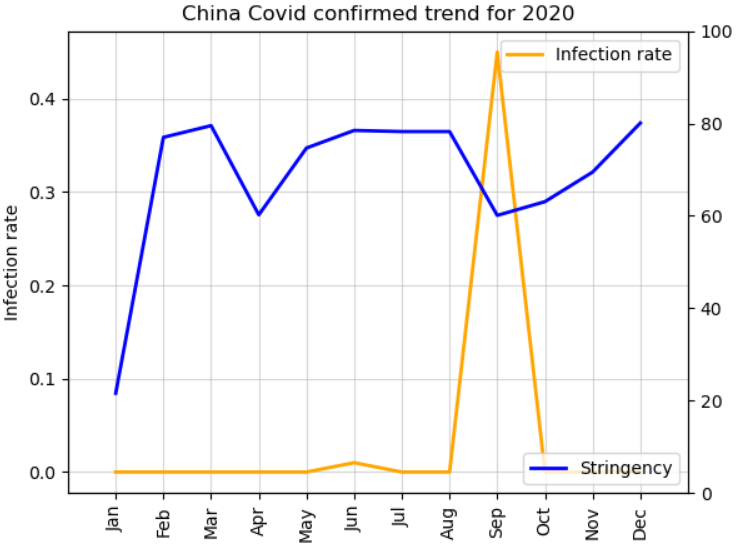 China Covid confirmed trend for 2020
Infection rate
Stringency
Infection rate
0.4
0.3
0.2
0.1
0.0
100
80
60
40
20
0
Jan
Feb
Mar
Apr
May
Jun
Jul
Aug
Sep
Oct
Nov
Dec